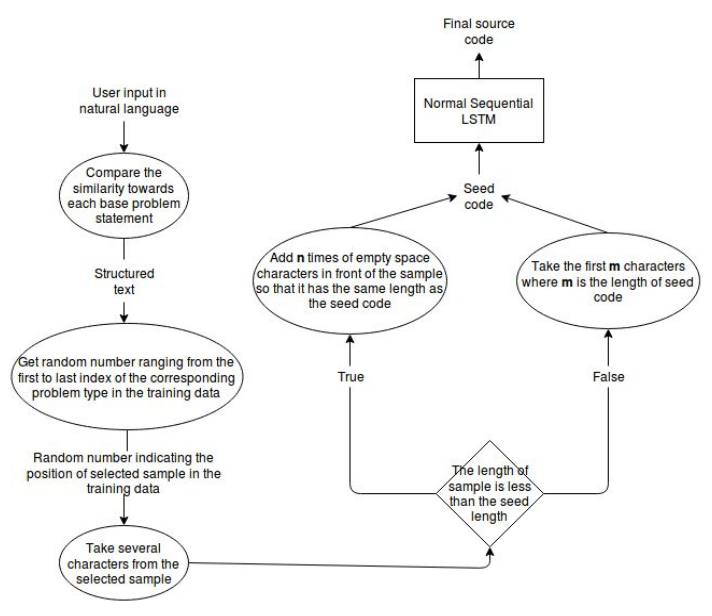 User input in
natural language
Compare the
similarity towards
each base problem
statement
Structured
text
Get random number ranging from the
first to last index of the corresponding
problem type in the training data
Random number indicating the
position of selected sample in the
training data
Take several
characters from the
selected sample
The length of
sample is less
than the seed
length
True
False
Add n times of empty space
characters in front of the sample
so that it has the same length as
the seed code
Take the first m characters
where m is the length of seed
code
Seed
code
Normal Sequential
LSTM
Final source
code